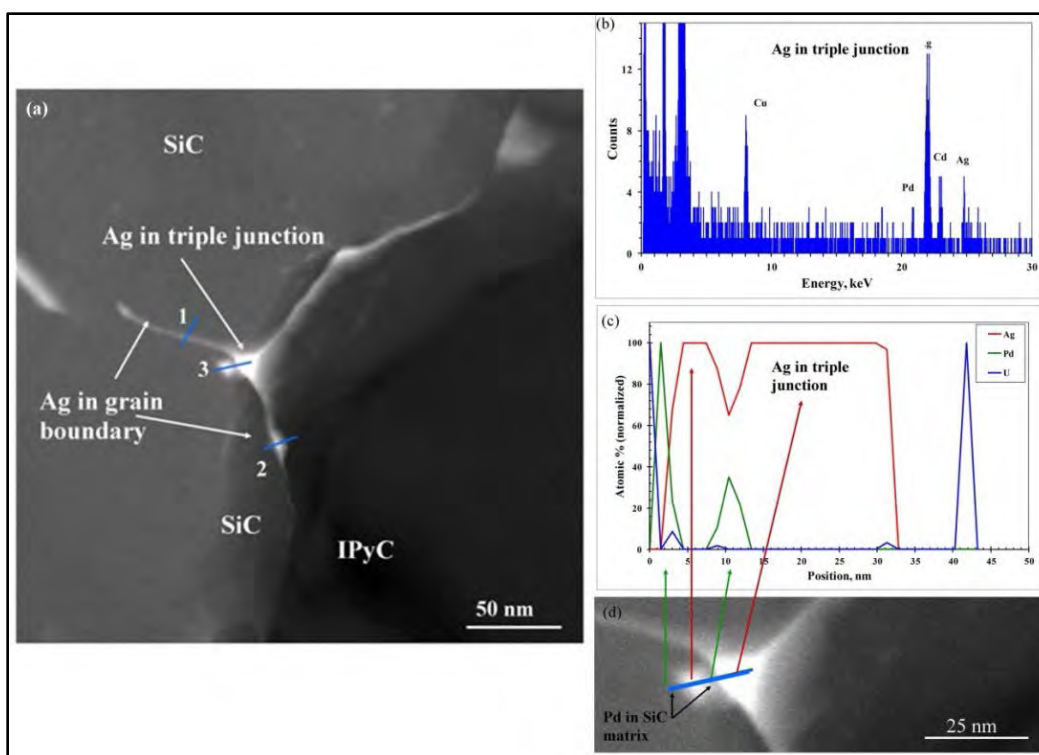 (a)
SiC
Ag in triple junction
1
3
Ag in grain
boundary
2
SiC
IPyC
50 nm
(b)
Ag in triple junction
g
Cu
Pd
Cd
Ag
Counts
12
8
4
0
0
10
20
30
Energy, keV
(c)
Ag
Pd
U
Ag in triple
junction
Atomic % (normalized)
100
80
60
40
20
0
0
5
10
15
20
25
30
35
40
45
50
Position, nm
(d)
Pd in SiC
matrix
25 nm